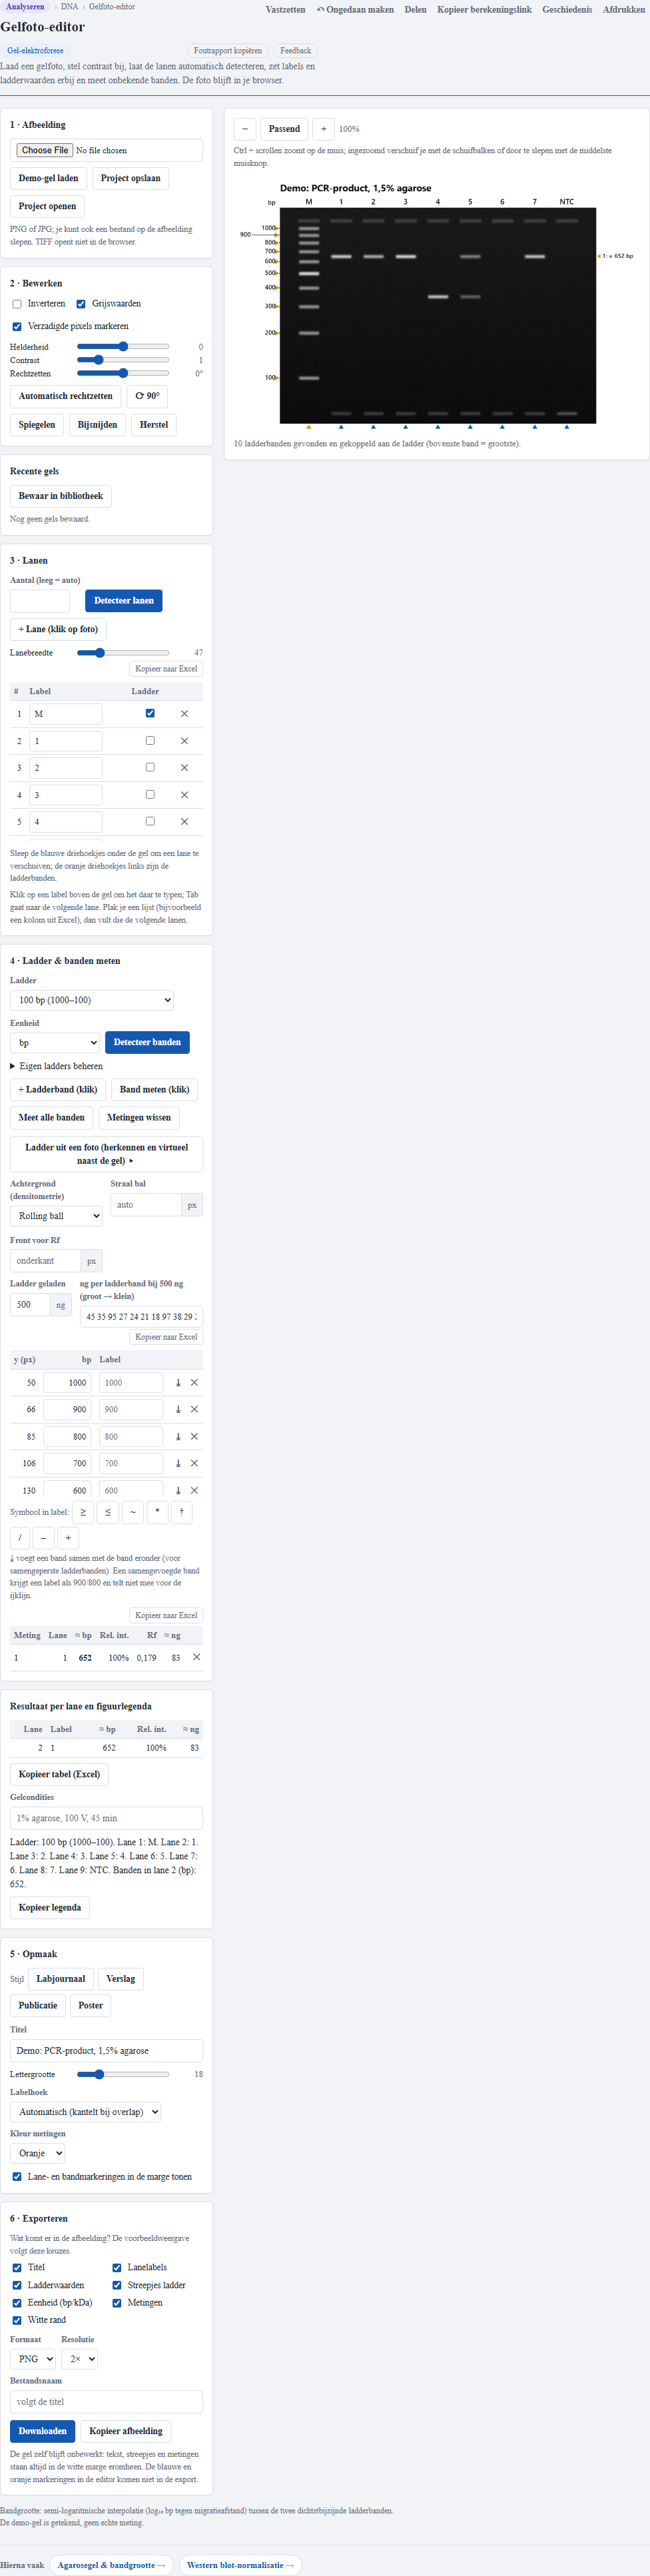 Analyseren › DNA › Gelfoto-editor
Vastzetten ↶ Ongedaan maken Delen Kopieer berekeningslink Geschiedenis Afdrukken
Gelfoto-editor
Gel-elektroforese
Foutrapport kopiëren Feedback
Laad een gelfoto, stel contrast bij, laat de lanen automatisch detecteren, zet labels en
ladderwaarden erbij en meet onbekende banden. De foto blijft in je browser.
1 · Afbeelding
Choose File No file chosen
Demo-gel laden Project opslaan
Project openen
PNG of JPG; je kunt ook een bestand op de afbeelding
slepen. TIFF opent niet in de browser.
2 · Bewerken
Inverteren Grijswaarden
Verzadigde pixels markeren
Helderheid 0
Contrast 1
Rechtzetten 0°
Automatisch rechtzetten ⟳ 90°
Spiegelen Bijsnijden Herstel
Recente gels
Bewaar in bibliotheek
Nog geen gels bewaard.
3 · Lanen
Aantal (leeg = auto)
Detecteer lanen
+ Lane (klik op foto)
Lanebreedte 47
Kopieer naar Excel
# Label Ladder
1 M ✕
2 1 ✕
3 2 ✕
4 3 ✕
5 4 ✕
Sleep de blauwe driehoekjes onder de gel om een lane te
verschuiven; de oranje driehoekjes links zijn de
ladderbanden.
Klik op een label boven de gel om het daar te typen; Tab
gaat naar de volgende lane. Plak je een lijst (bijvoorbeeld
een kolom uit Excel), dan vult die de volgende lanen.
4 · Ladder & banden meten
Ladder
100 bp (1000–100)
Eenheid
bp Detecteer banden
▶ Eigen ladders beheren
+ Ladderband (klik) Band meten (klik)
Meet alle banden Metingen wissen
Ladder uit een foto (herkennen en virtueel
naast de gel) ▸
Achtergrond
(densitometrie)
Straal bal
Rolling ball
auto px
Front voor Rf
onderkant px
Ladder geladen
ng per ladderband bij 500 ng
(groot → klein)
500 ng
45 35 95 27 24 21 18 97 38 29
Kopieer naar Excel
y (px) bp Label
50 1000 1000 ⤓ ✕
66 900 900 ⤓ ✕
85 800 800 ⤓ ✕
106 700 700 ⤓ ✕
130 600 600 ⤓ ✕
Symbool in label: ≥ ≤ ~ * †
/ – +
⤓ voegt een band samen met de band eronder (voor
samengeperste ladderbanden). Een samengevoegde band
krijgt een label als 900/800 en telt niet mee voor de
ijklijn.
Kopieer naar Excel
Meting Lane ≈ bp Rel. int. Rf ≈ ng
1 1 652 100% 0,179 83 ✕
Resultaat per lane en figuurlegenda
Lane Label ≈ bp Rel. int. ≈ ng
2 1 652 100% 83
Kopieer tabel (Excel)
Gelcondities
1% agarose, 100 V, 45 min
Ladder: 100 bp (1000–100). Lane 1: M. Lane 2: 1.
Lane 3: 2. Lane 4: 3. Lane 5: 4. Lane 6: 5. Lane 7:
6. Lane 8: 7. Lane 9: NTC. Banden in lane 2 (bp):
652.
Kopieer legenda
5 · Opmaak
Stijl Labjournaal Verslag
Publicatie Poster
Titel
Demo: PCR-product, 1,5% agarose
Lettergrootte 18
Labelhoek
Automatisch (kantelt bij overlap)
Kleur metingen
Oranje
Lane- en bandmarkeringen in de marge tonen
6 · Exporteren
Wat komt er in de afbeelding? De voorbeeldweergave
volgt deze keuzes.
Titel Lanelabels
Ladderwaarden Streepjes ladder
Eenheid (bp/kDa) Metingen
Witte rand
Formaat Resolutie
PNG 2×
Bestandsnaam
volgt de titel
Downloaden Kopieer afbeelding
De gel zelf blijft onbewerkt: tekst, streepjes en metingen
staan altijd in de witte marge eromheen. De blauwe en
oranje markeringen in de editor komen niet in de export.
− Passend + 100%
Ctrl + scrollen zoomt op de muis; ingezoomd verschuif je met de schuifbalken of door te slepen met de middelste
muisknop.
Demo: PCR-product, 1,5% agarose
bp M 1 2 3 4 5 6 7 NTC
1000
900
800
700
600
500
400
300
200
100
1: ≈ 652 bp
10 ladderbanden gevonden en gekoppeld aan de ladder (bovenste band = grootste).
Bandgrootte: semi-logaritmische interpolatie (log₁₀ bp tegen migratieafstand) tussen de twee dichtstbijzijnde ladderbanden.
De demo-gel is getekend, geen echte meting.
Hierna vaak Agarosegel & bandgrootte → Western blot-normalisatie →